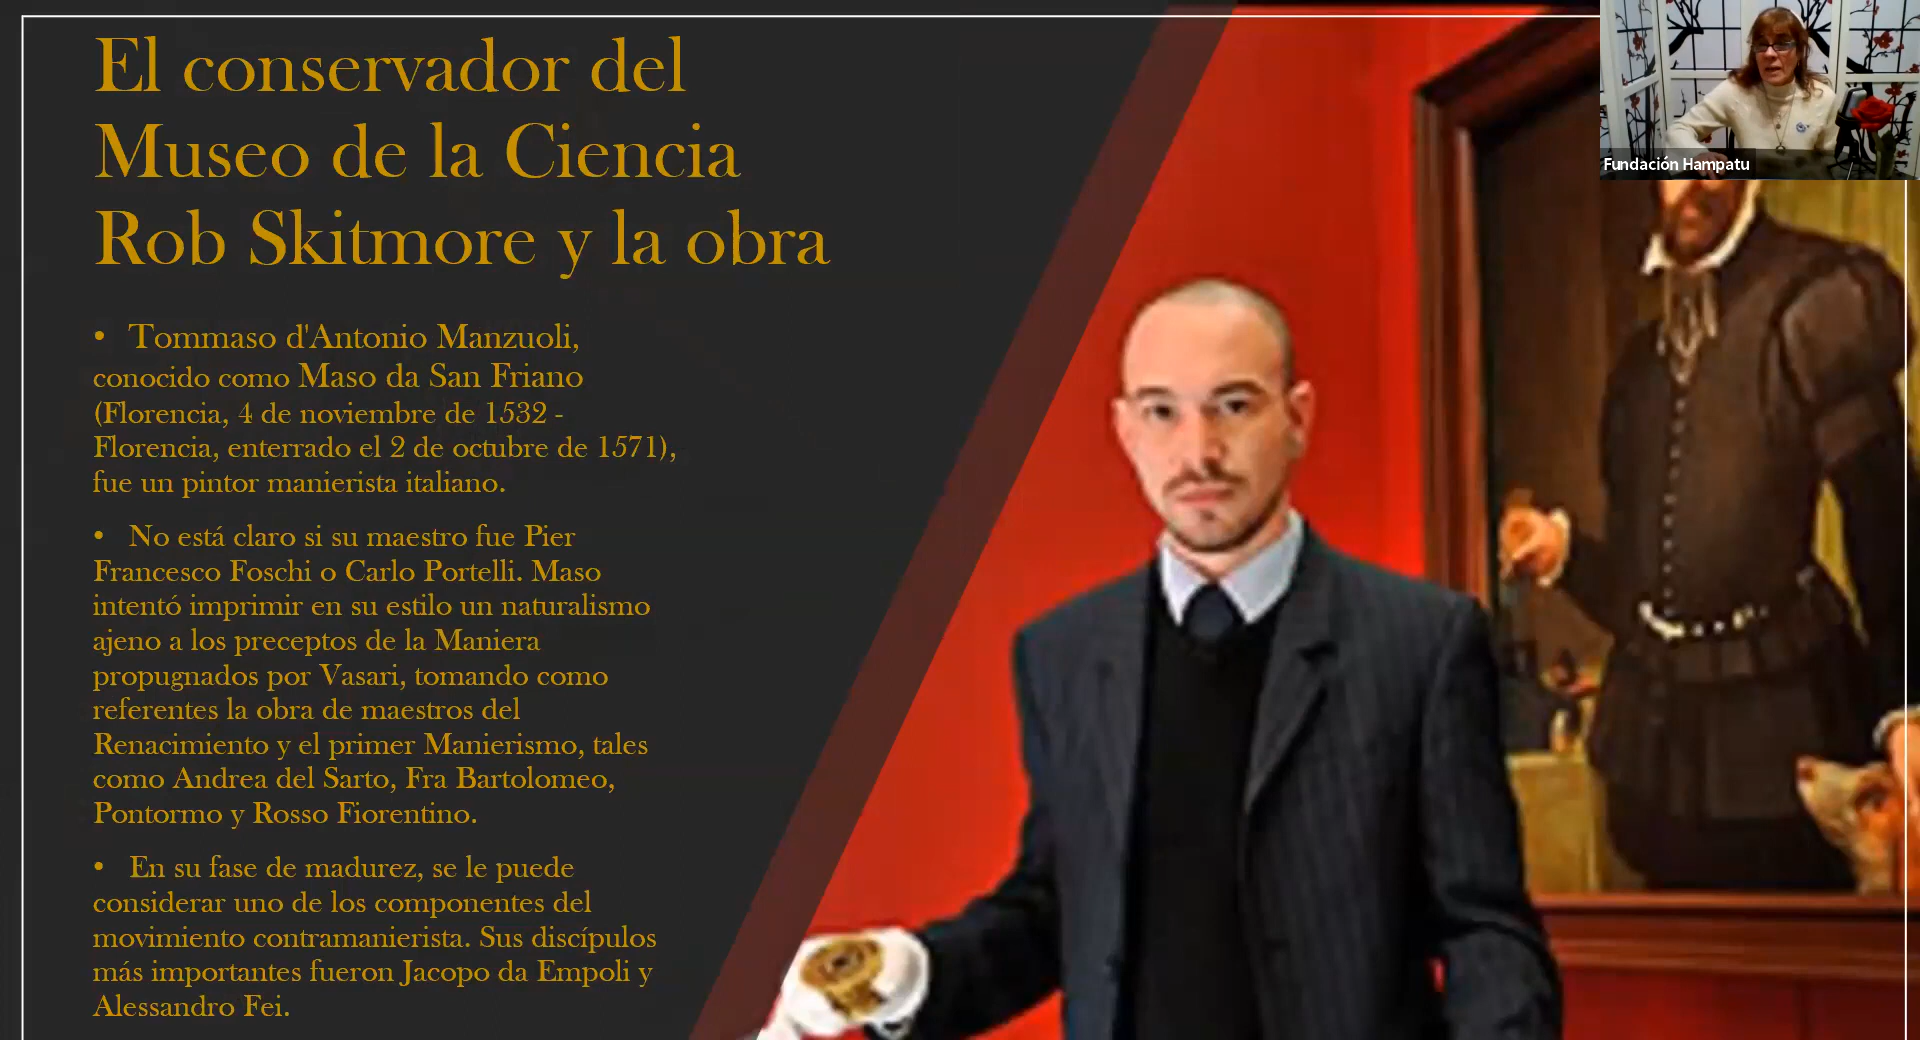 El conservador del
Museo de la Ciencia
Rob Skitmore y la obra
• Tommaso d'Antonio Manzuoli,
conocido como Maso da San Friano
(Florencia, 4 de noviembre de 1532 -
Florencia, enterrado el 2 de octubre de 1571),
fue un pintor manierista italiano.
• No está claro si su maestro fue Pier
Francesco Foschi o Carlo Portelli. Maso
intentó imprimir en su estilo un naturalismo
ajeno a los preceptos de la Maniera
propugnados por Vasari, tomando como
referentes la obra de maestros del
Renacimiento y el primer Manierismo, tales
como Andrea del Sarto, Fra Bartolomeo,
Pontormo y Rosso Fiorentino.
• En su fase de madurez, se le puede
considerar uno de los componentes del
movimiento contramanierista. Sus discípulos
más importantes fueron Jacopo da Empoli y
Alessandro Fei.
Fundación Hampatu